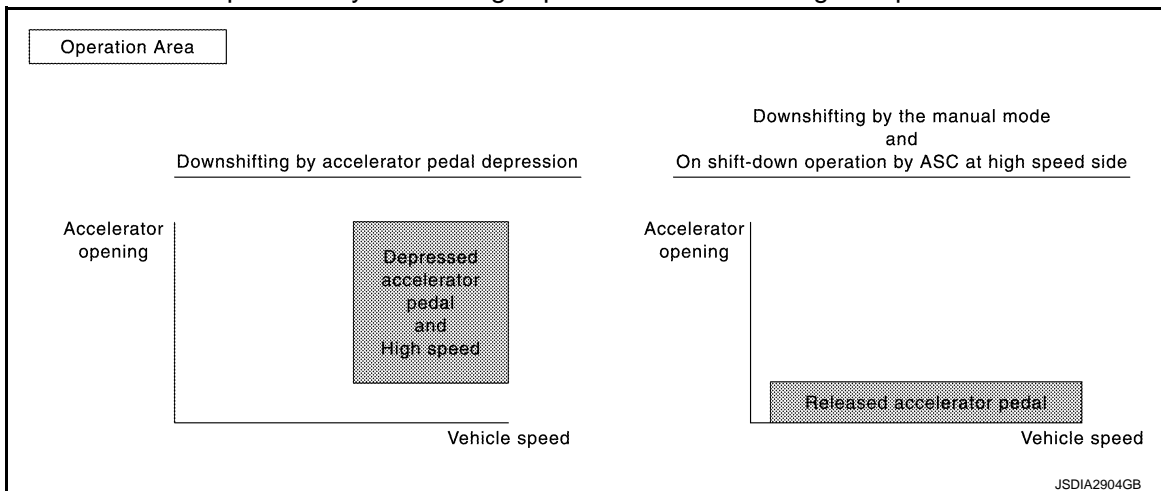 Operation Area
Downshifting by accelerator pedal depression
Accelerator
opening
Depressed
accelerator
pedal
and
High speed
Vehicle speed
Downshifting by the manual mode
and
On shift-down operation by ASC at high speed side
Accelerator
opening
Released accelerator pedal
Vehicle speed
JSDIA2904GB